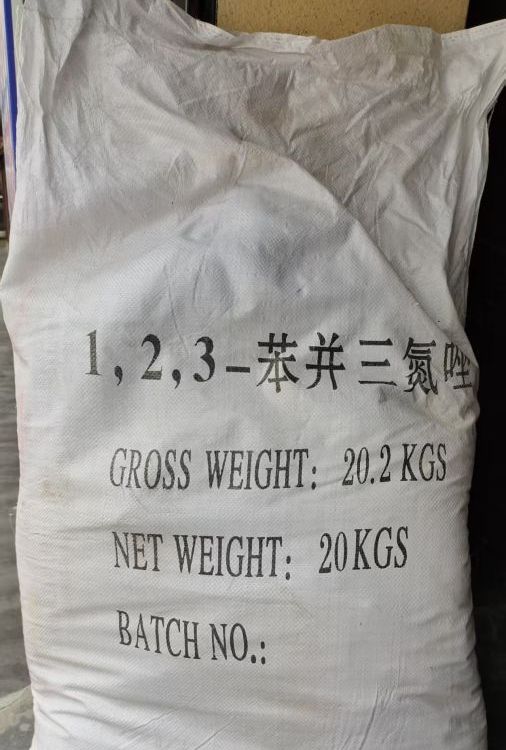 1,2,3-苯并三氮唑
GROSS WEIGHT: 20.2 KGS
NET WEIGHT: 20KGS
BATCH NO.: